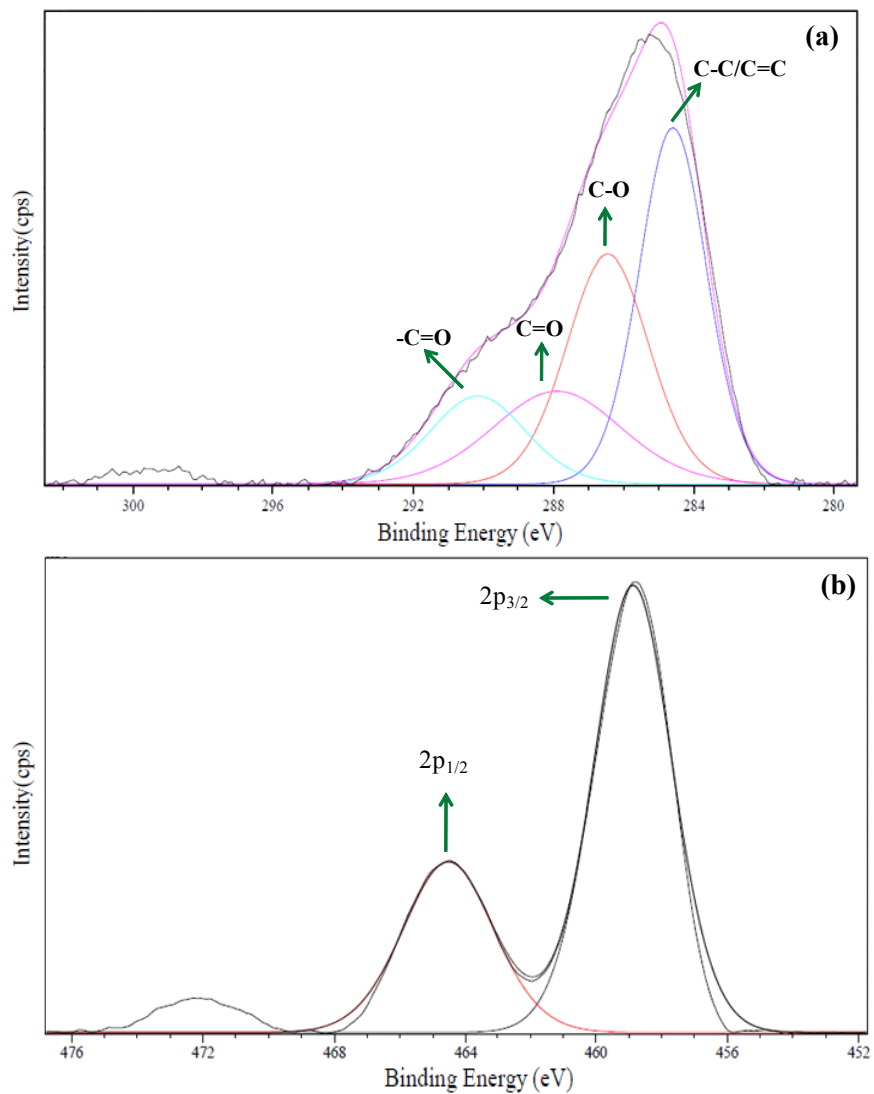 (a)
C-C/C=C
C-O
-C=O
C=O
Intensity(cps)
300 296 292 288 284 280
Binding Energy (eV)
(b)
2p3/2
2p1/2
Intensity(cps)
476 472 468 464 460 456 452
Binding Energy (eV)